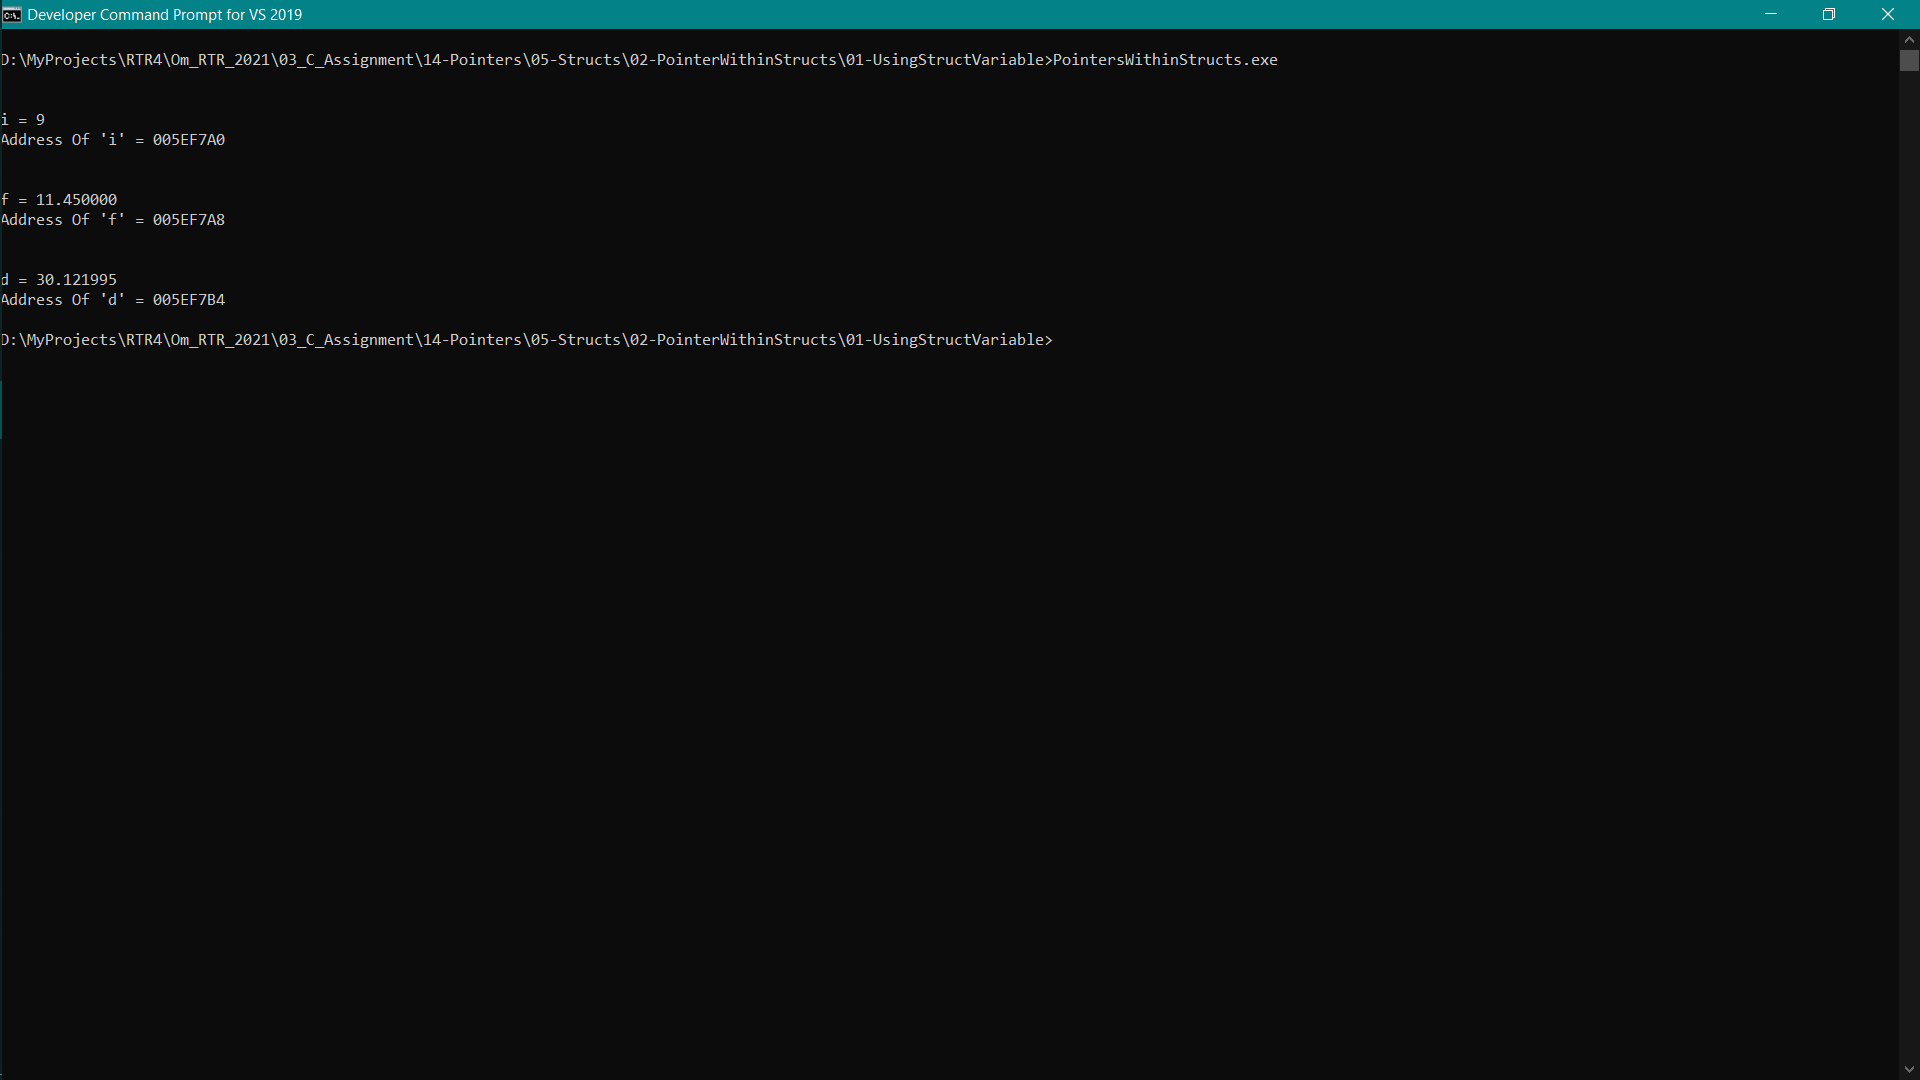 Developer Command Prompt for VS 2019
D:\MyProjects\RTR4\Om_RTR_2021\03_C_Assignment\14-Pointers\05-Structs\02-PointerWithinStructs\01-UsingStructVariable>PointersWithinStructs.exe
i = 9
Address Of 'i' = 005EF7A0
f = 11.450000
Address Of 'f' = 005EF7A8
d = 30.121995
Address Of 'd' = 005EF7B4
D:\MyProjects\RTR4\Om_RTR_2021\03_C_Assignment\14-Pointers\05-Structs\02-PointerWithinStructs\01-UsingStructVariable>